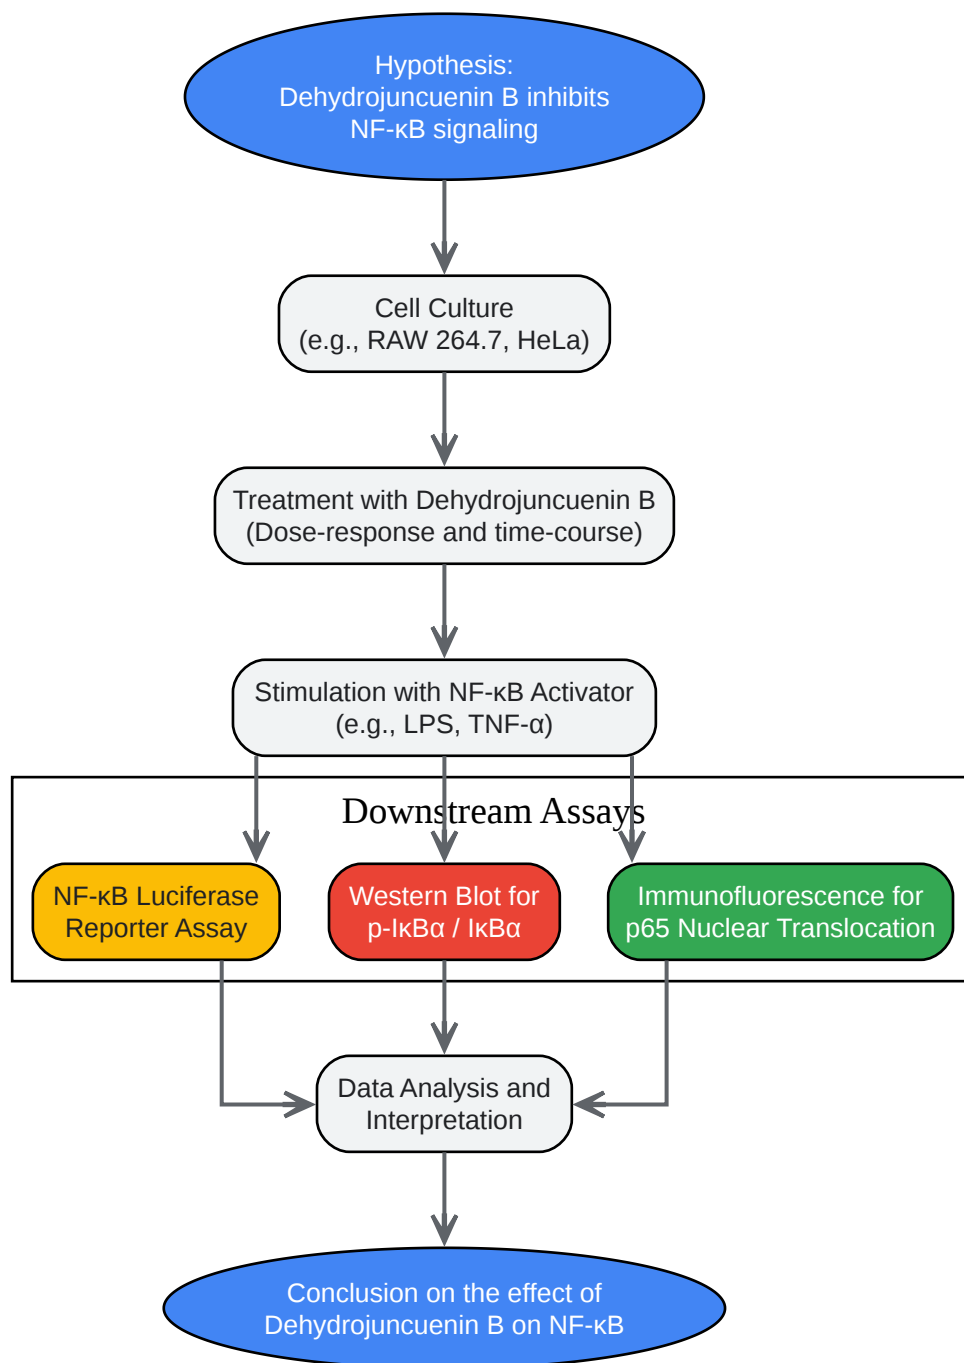 Hypothesis:
Dehydrojuncuenin B inhibits
NF-κB signaling
Cell Culture
(e.g., RAW 264.7, HeLa)
Treatment with Dehydrojuncuenin B
(Dose-response and time-course)
Stimulation with NF-κB Activator
(e.g., LPS, TNF-α)
Downstream Assays
NF-κB Luciferase
Reporter Assay
Western Blot for
p-IκBα / IκBα
Immunofluorescence for
p65 Nuclear Translocation
Data Analysis and
Interpretation
Conclusion on the effect of
Dehydrojuncuenin B on NF-κB